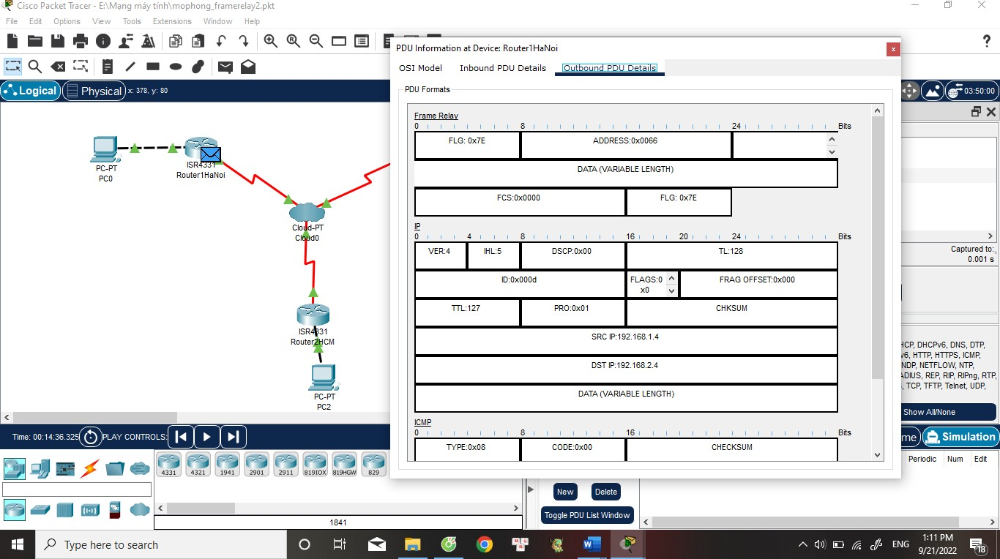 Cisco Packet Tracer - E:\Mạng máy tính\mophong_framerelay2.pkt
File Edit Options View Tools Extensions Window Help
Logical Physical x: 378, y: 80
03:50:00
PC-PT
PC0
ISR4331
Router1HaNoi
Cloud-PT
Cloud0
ISR4331
Router2HCM
PC-PT
PC2
PDU Information at Device: Router1HaNoi
x
OSI Model Inbound PDU Details Outbound PDU Details
PDU Formats
Frame Relay
0 8 24 Bits
FLG: 0x7E ADDRESS:0x0066
DATA (VARIABLE LENGTH)
FCS:0x0000 FLG: 0x7E
IP
0 4 8 16 20 24 Bits
VER:4 IHL:5 DSCP:0x00 TL:128
ID:0x000d FLAGS:0 FRAG OFFSET:0x000
x0
TTL:127 PRO:0x01 CHKSUM
SRC IP:192.168.1.4
DST IP:192.168.2.4
DATA (VARIABLE LENGTH)
ICMP
0 8 16 Bits
TYPE:0x08 CODE:0x00 CHECKSUM
Captured to:
0.001 s
HCP, DHCPv6, DNS, DTP,
v6, HTTP, HTTPS, ICMP,
NDP, NETFLOW, NTP,
ADIUS, REP, RIP, RIPng, RTP,
, TCP, TFTP, Telnet, UDP,
Show All/None
Time: 00:14:36.325 PLAY CONTROLS:
me Simulation
Periodic Num Edit
4331 4321 1941 2901 2911 819IOX 819HGW 829
New Delete
Toggle PDU List Window
1841
Type here to search
ENG
1:11 PM
9/21/2022
18